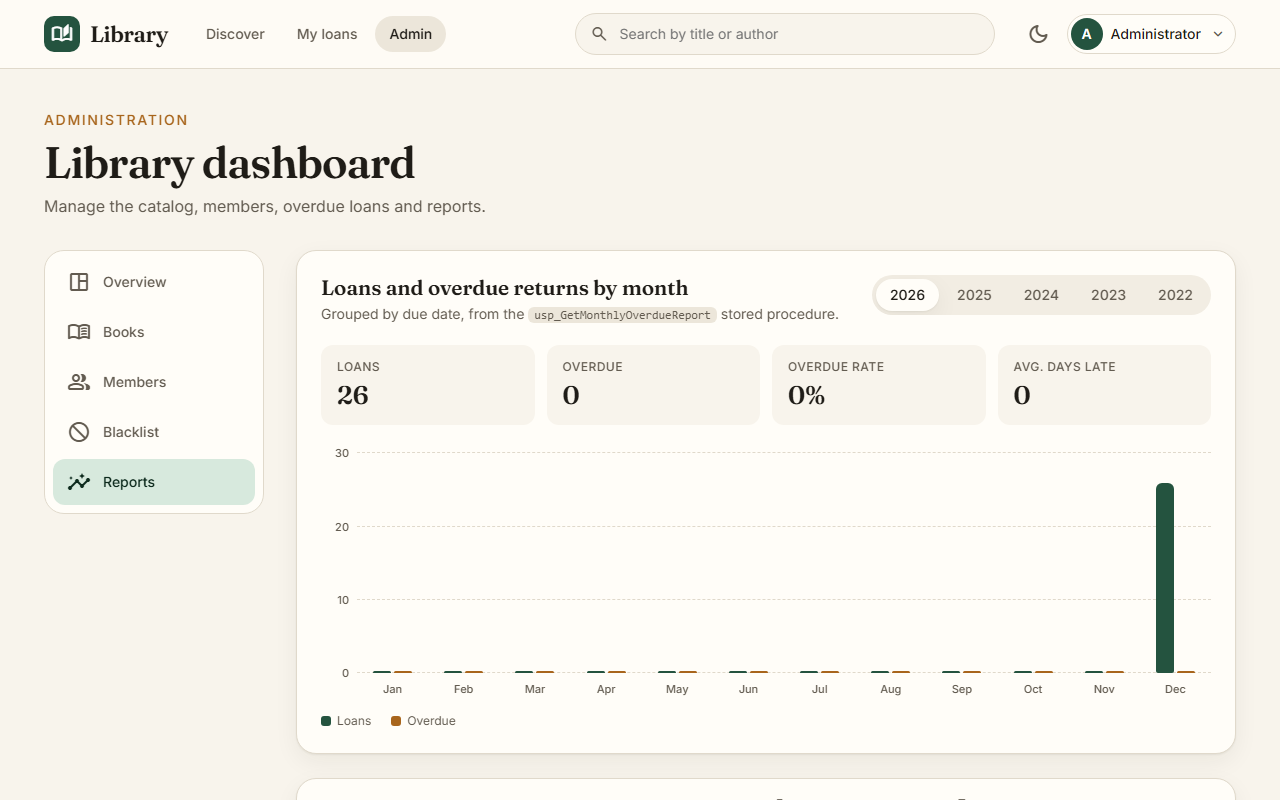 Library
Discover
My loans
Admin
Search by title or author
A
Administrator
ADMINISTRATION
Library dashboard
Manage the catalog, members, overdue loans and reports.
Overview
Books
Members
Blacklist
Reports
Loans and overdue returns by month
Grouped by due date, from the usp_GetMonthlyOverdueReport stored procedure.
2026 2025 2024 2023 2022
LOANS
26
OVERDUE
0
OVERDUE RATE
0%
AVG. DAYS LATE
0
30
20
10
0
Jan Feb Mar Apr May Jun Jul Aug Sep Oct Nov Dec
Loans Overdue